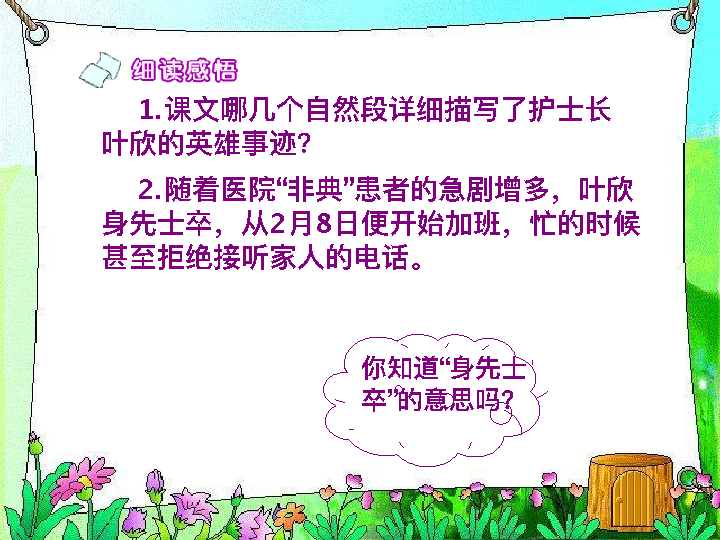 细读感悟
1.课文哪几个自然段详细描写了护士长
叶欣的英雄事迹?
2.随着医院“非典”患者的急剧增多，叶欣
身先士卒，从2月8日便开始加班，忙的时候
甚至拒绝接听家人的电话。
你知道“身先士
卒”的意思吗?